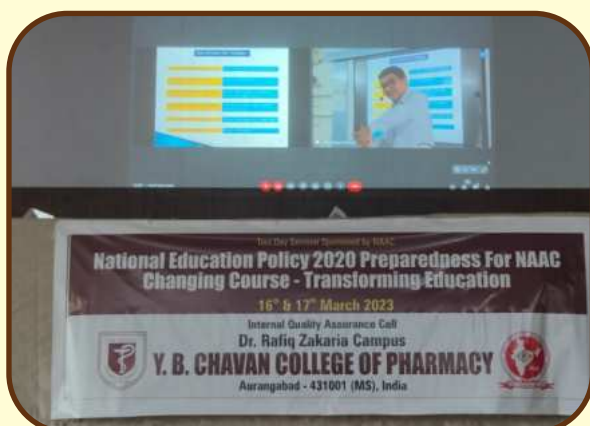 Two Day Seminar Sponsored by NAAC
National Education Policy 2020 Preparedness For NAAC
Changing Course - Transforming Education
16th & 17th March 2023
Internal Quality Assurance Cell
Dr. Rafiq Zakaria Campus
Y. B. CHAVAN COLLEGE OF PHARMACY
Aurangabad - 431001 (MS), India